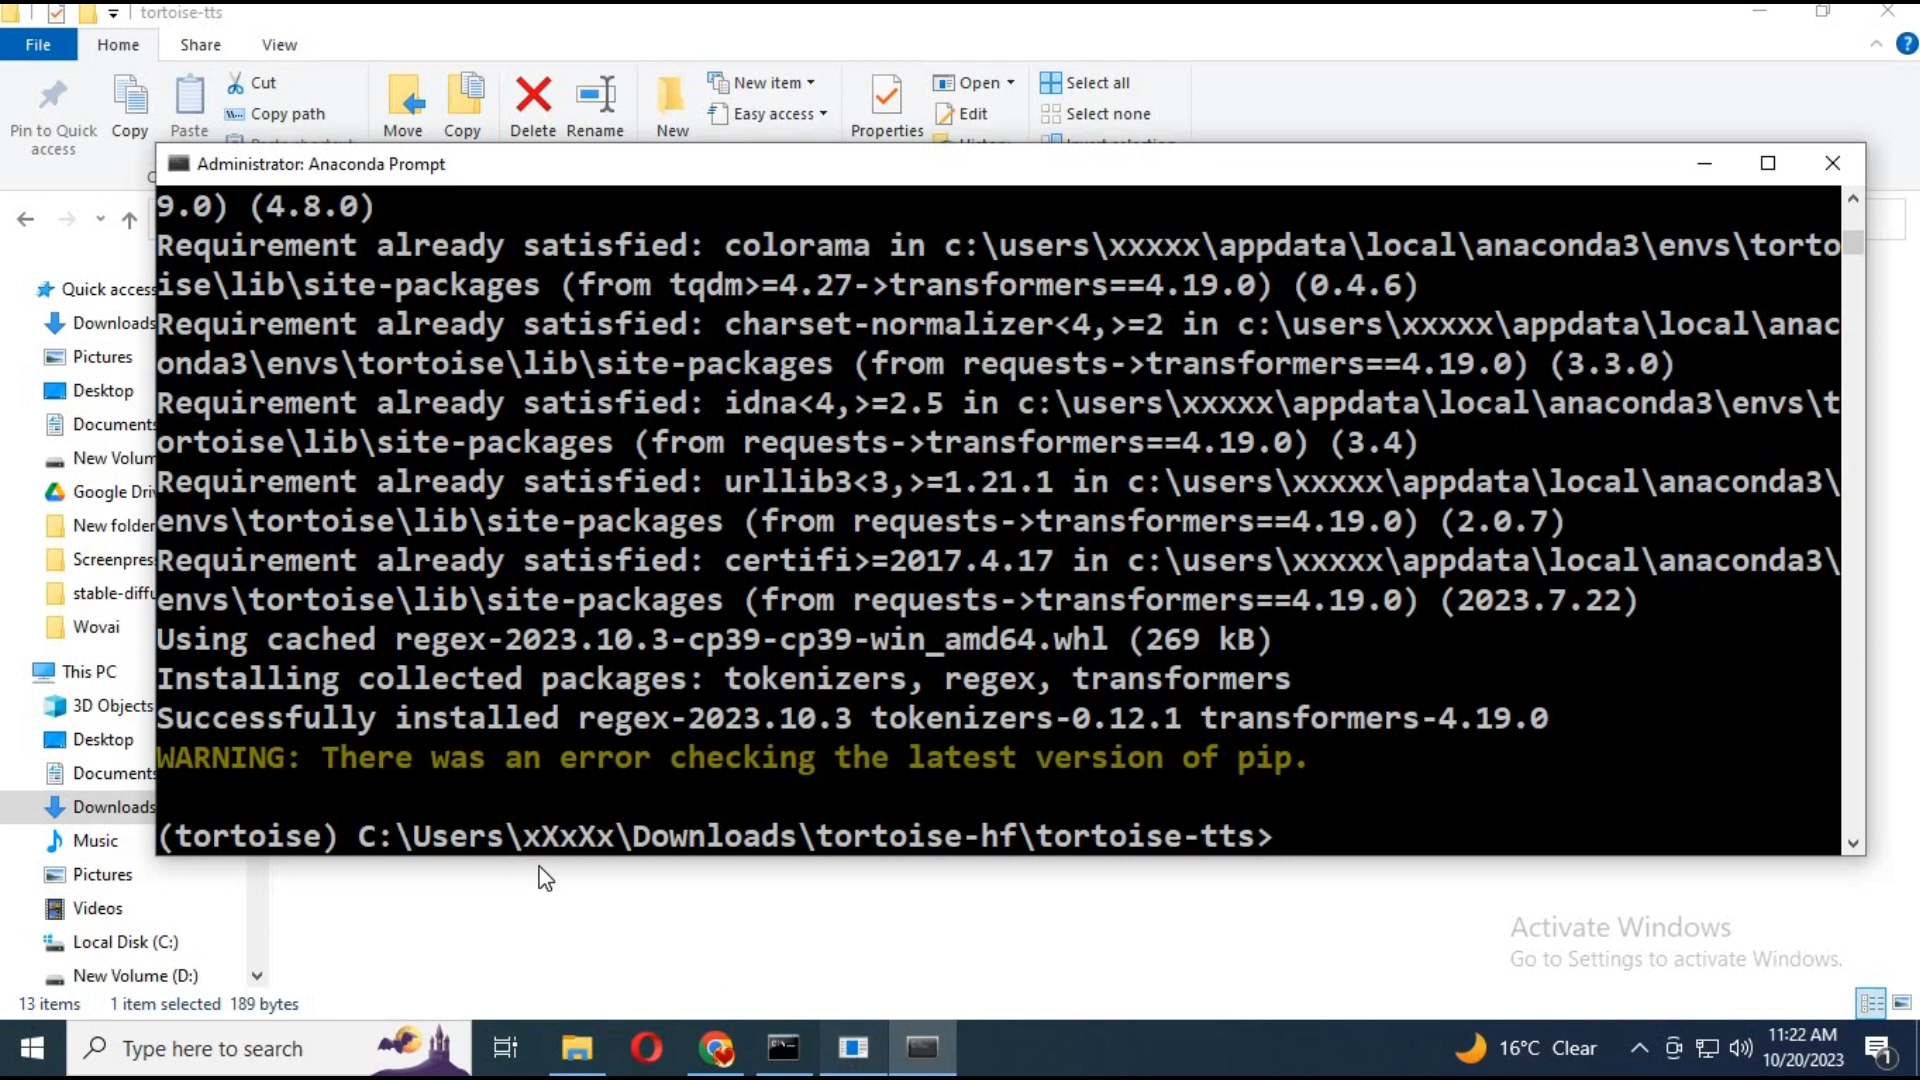 tortoise-tts
File Home Share View
Cut
New item Open Select all
Copy path
Easy access Edit Select none
Pin to Quick access Copy Paste Move Copy Delete Rename New Properties
Administrator: Anaconda Prompt
9.0) (4.8.0)
Requirement already satisfied: colorama in c:\users\xxxxx\appdata\local\anaconda3\envs\torto
ise\lib\site-packages (from tqdm>=4.27->transformers==4.19.0) (0.4.6)
Requirement already satisfied: charset-normalizer<4,>=2 in c:\users\xxxxx\appdata\local\anac
onda3\envs\tortoise\lib\site-packages (from requests->transformers==4.19.0) (3.3.0)
Requirement already satisfied: idna<4,>=2.5 in c:\users\xxxxx\appdata\local\anaconda3\envs\t
ortoise\lib\site-packages (from requests->transformers==4.19.0) (3.4)
Requirement already satisfied: urllib3<3,>=1.21.1 in c:\users\xxxxx\appdata\local\anaconda3\
envs\tortoise\lib\site-packages (from requests->transformers==4.19.0) (2.0.7)
Requirement already satisfied: certifi>=2017.4.17 in c:\users\xxxxx\appdata\local\anaconda3\
envs\tortoise\lib\site-packages (from requests->transformers==4.19.0) (2023.7.22)
Using cached regex-2023.10.3-cp39-cp39-win_amd64.whl (269 kB)
Installing collected packages: tokenizers, regex, transformers
Successfully installed regex-2023.10.3 tokenizers-0.12.1 transformers-4.19.0
WARNING: There was an error checking the latest version of pip.
(tortoise) C:\Users\xXxXx\Downloads\tortoise-hf\tortoise-tts>
Quick access
Downloads
Pictures
Desktop
Documents
New Volum
Google Driv
New folder
Screenpres
stable-diffu
Wovai
This PC
3D Objects
Desktop
Documents
Downloads
Music
Pictures
Videos
Local Disk (C:)
New Volume (D:)
Activate Windows
Go to Settings to activate Windows.
13 items 1 item selected 189 bytes
Type here to search
16°C Clear
11:22 AM
10/20/2023
1